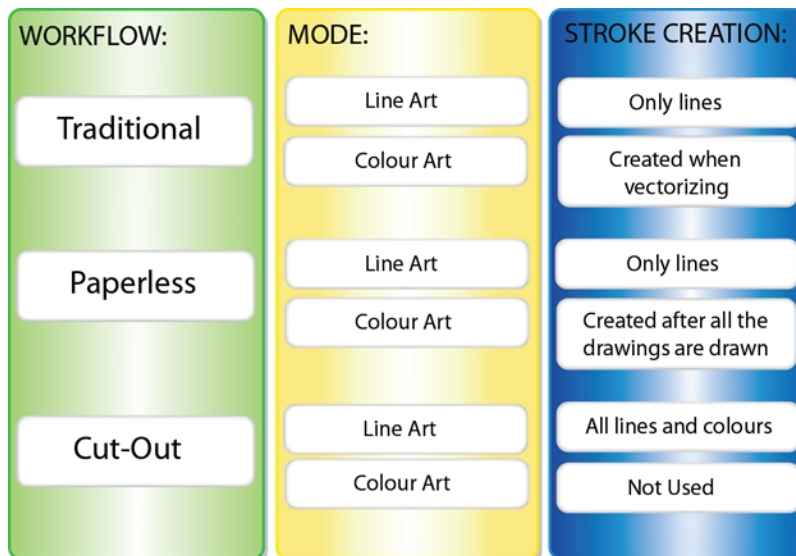 WORKFLOW:
MODE:
STROKE CREATION:
Traditional
Line Art
Only lines
Colour Art
Created when
vectorizing
Paperless
Line Art
Only lines
Colour Art
Created after all the
drawings are drawn
Cut-Out
Line Art
All lines and colours
Colour Art
Not Used